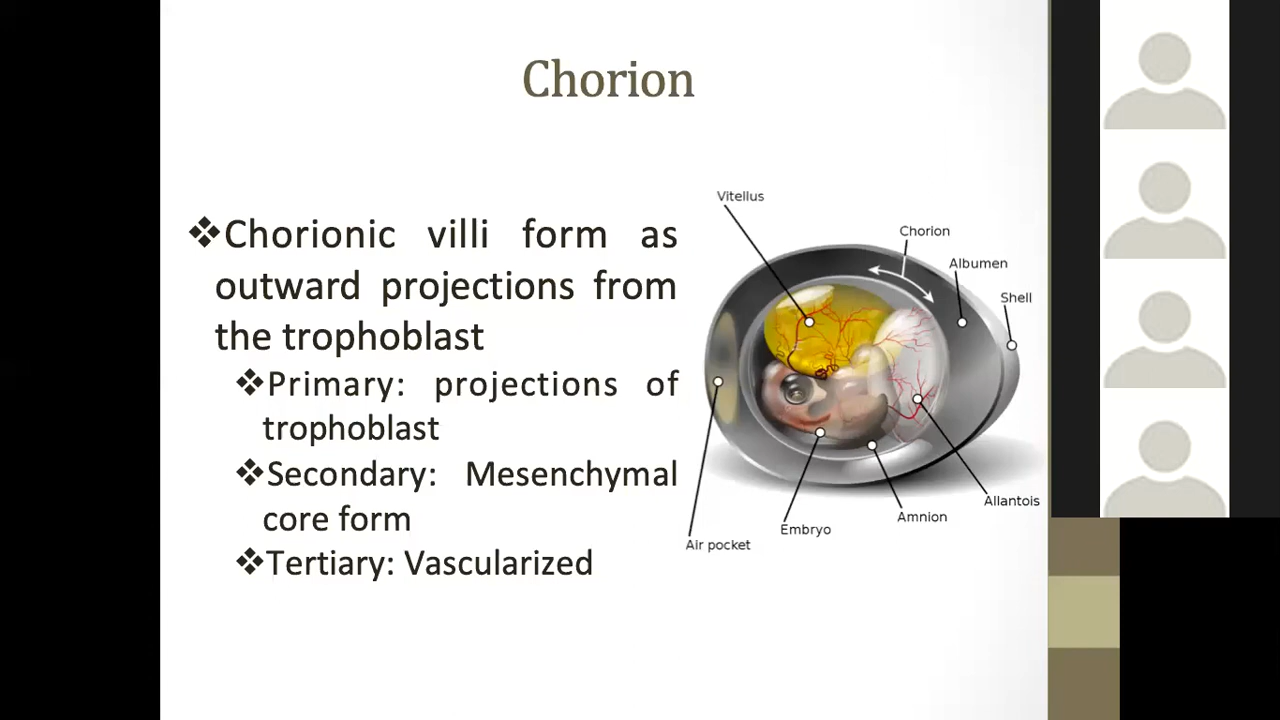 Chorion
❖Chorionic villi form as
outward projections from
the trophoblast
❖Primary: projections of
trophoblast
❖Secondary: Mesenchymal
core form
❖Tertiary: Vascularized
Vitellus
Chorion
Albumen
Shell
Allantois
Amnion
Embryo
Air pocket